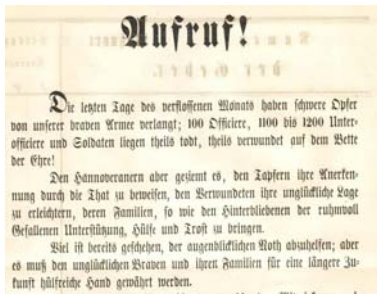 Aufruf!
Die letzten Tage des verflossenen Monats haben schwere Opfer
von unserer braven Armee verlangt; 100 Officiere, 1100 bis 1200 Unter-
officiere und Soldaten liegen theils todt, theils verwundet auf dem Bette
der Ehre!
Den Hannoveranern aber geziemt es, den Tapfern ihre Anerken-
nung durch die That zu beweisen, den Verwundeten ihre unglückliche Lage
zu erleichtern, deren Familien, so wie den Hinterbliebenen der ruhmvoll
Gefallenen Unterstützung, Hülfe und Trost zu bringen.
Viel ist bereits geschehen, der augenblicklichen Noth abzuhelfen; aber
es muß den unglücklichen Braven und ihren Familien für eine längere Zu-
kunft hülfreiche Hand gewährt werden.